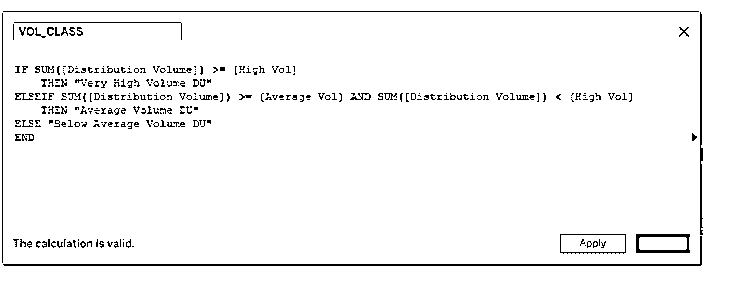 VOL_CLASS
IF SUM([Distribution Volume]) >= [High Vol]
THEN "Very High Volume DU"
ELSEIF SUM([Distribution Volume]) >= [Average Vol] AND SUM([Distribution Volume]) < [High Vol]
THEN "Average Volume DU"
ELSE "Below Average Volume DU"
END
The calculation is valid.
Apply